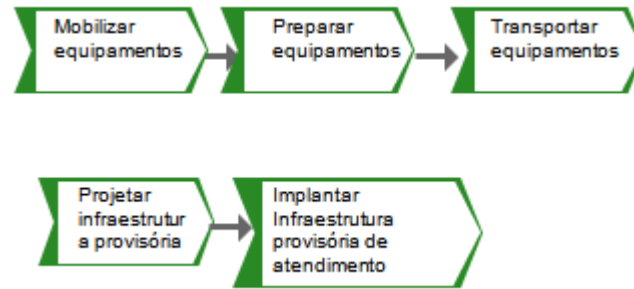 Mobilizar
equipamentos
Preparar
equipamentos
Transportar
equipamentos
Projetar
infraestrutur
a provisória
Implantar
Infraestrutura
provisória de
atendimento